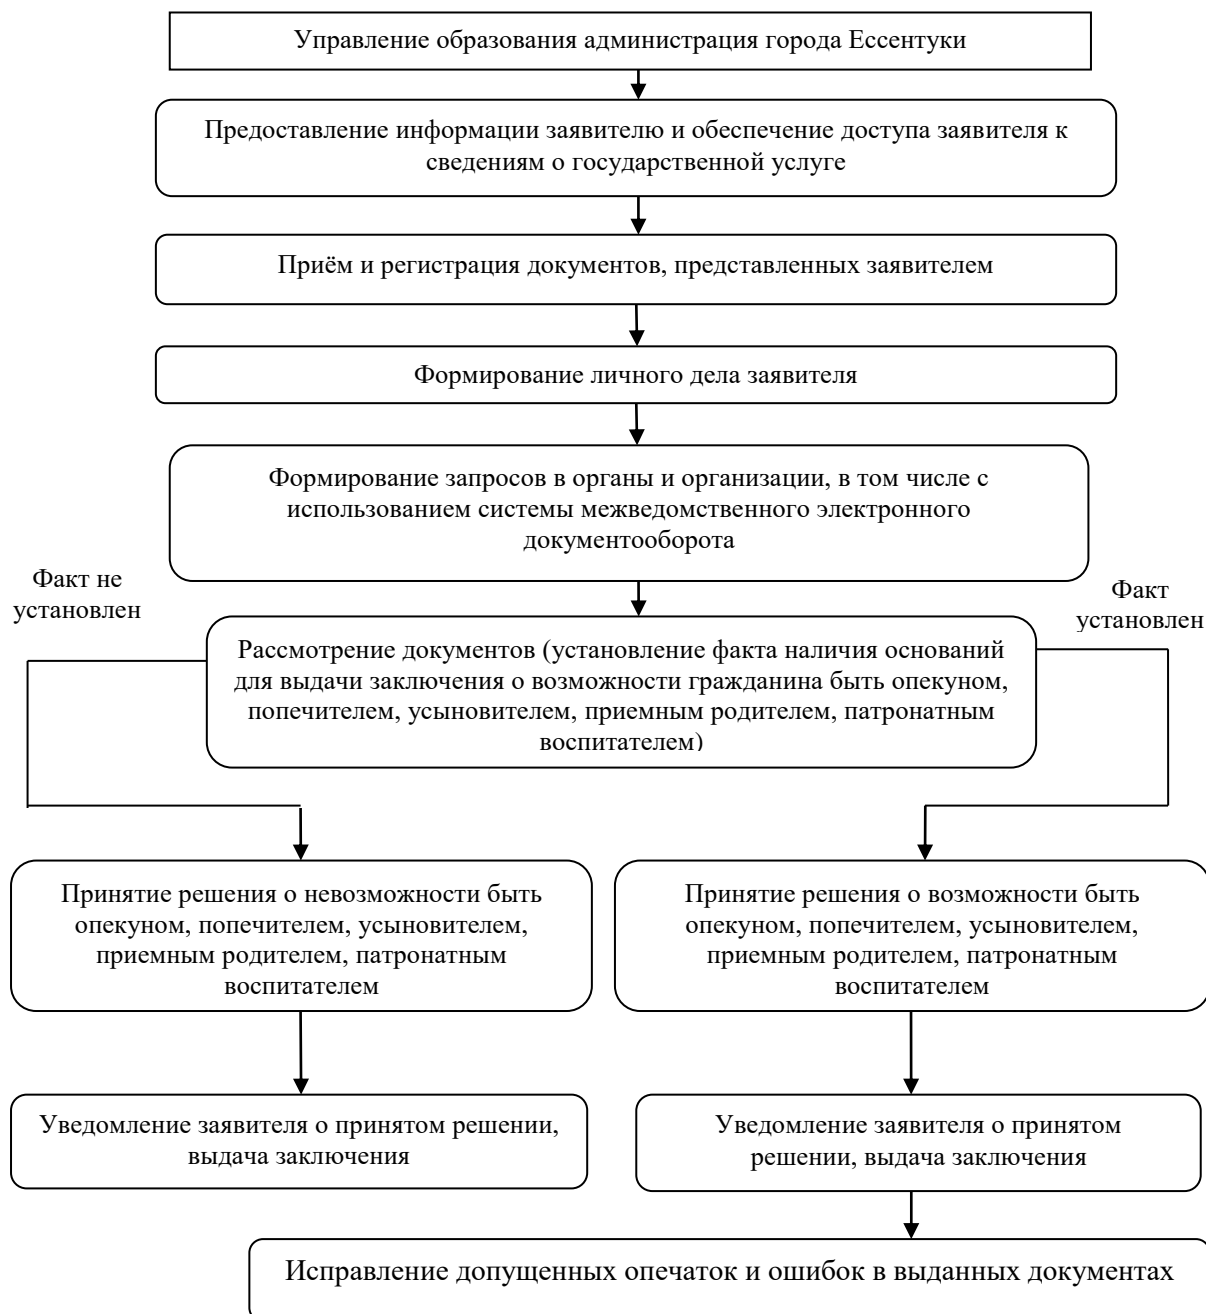 Управление образования администрация города Ессентуки
Предоставление информации заявителю и обеспечение доступа заявителя к
сведениям о государственной услуге
Приём и регистрация документов, представленных заявителем
Формирование личного дела заявителя
Формирование запросов в органы и организации, в том числе с
использованием системы межведомственного электронного
документооборота
Факт не
установлен
Факт
установлен
Рассмотрение документов (установление факта наличия оснований
для выдачи заключения о возможности гражданина быть опекуном,
попечителем, усыновителем, приемным родителем, патронатным
воспитателем)
Принятие решения о невозможности быть
опекуном, попечителем, усыновителем,
приемным родителем, патронатным
воспитателем
Принятие решения о возможности быть
опекуном, попечителем, усыновителем,
приемным родителем, патронатным
воспитателем
Уведомление заявителя о принятом решении,
выдача заключения
Уведомление заявителя о принятом
решении, выдача заключения
Исправление допущенных опечаток и ошибок в выданных документах